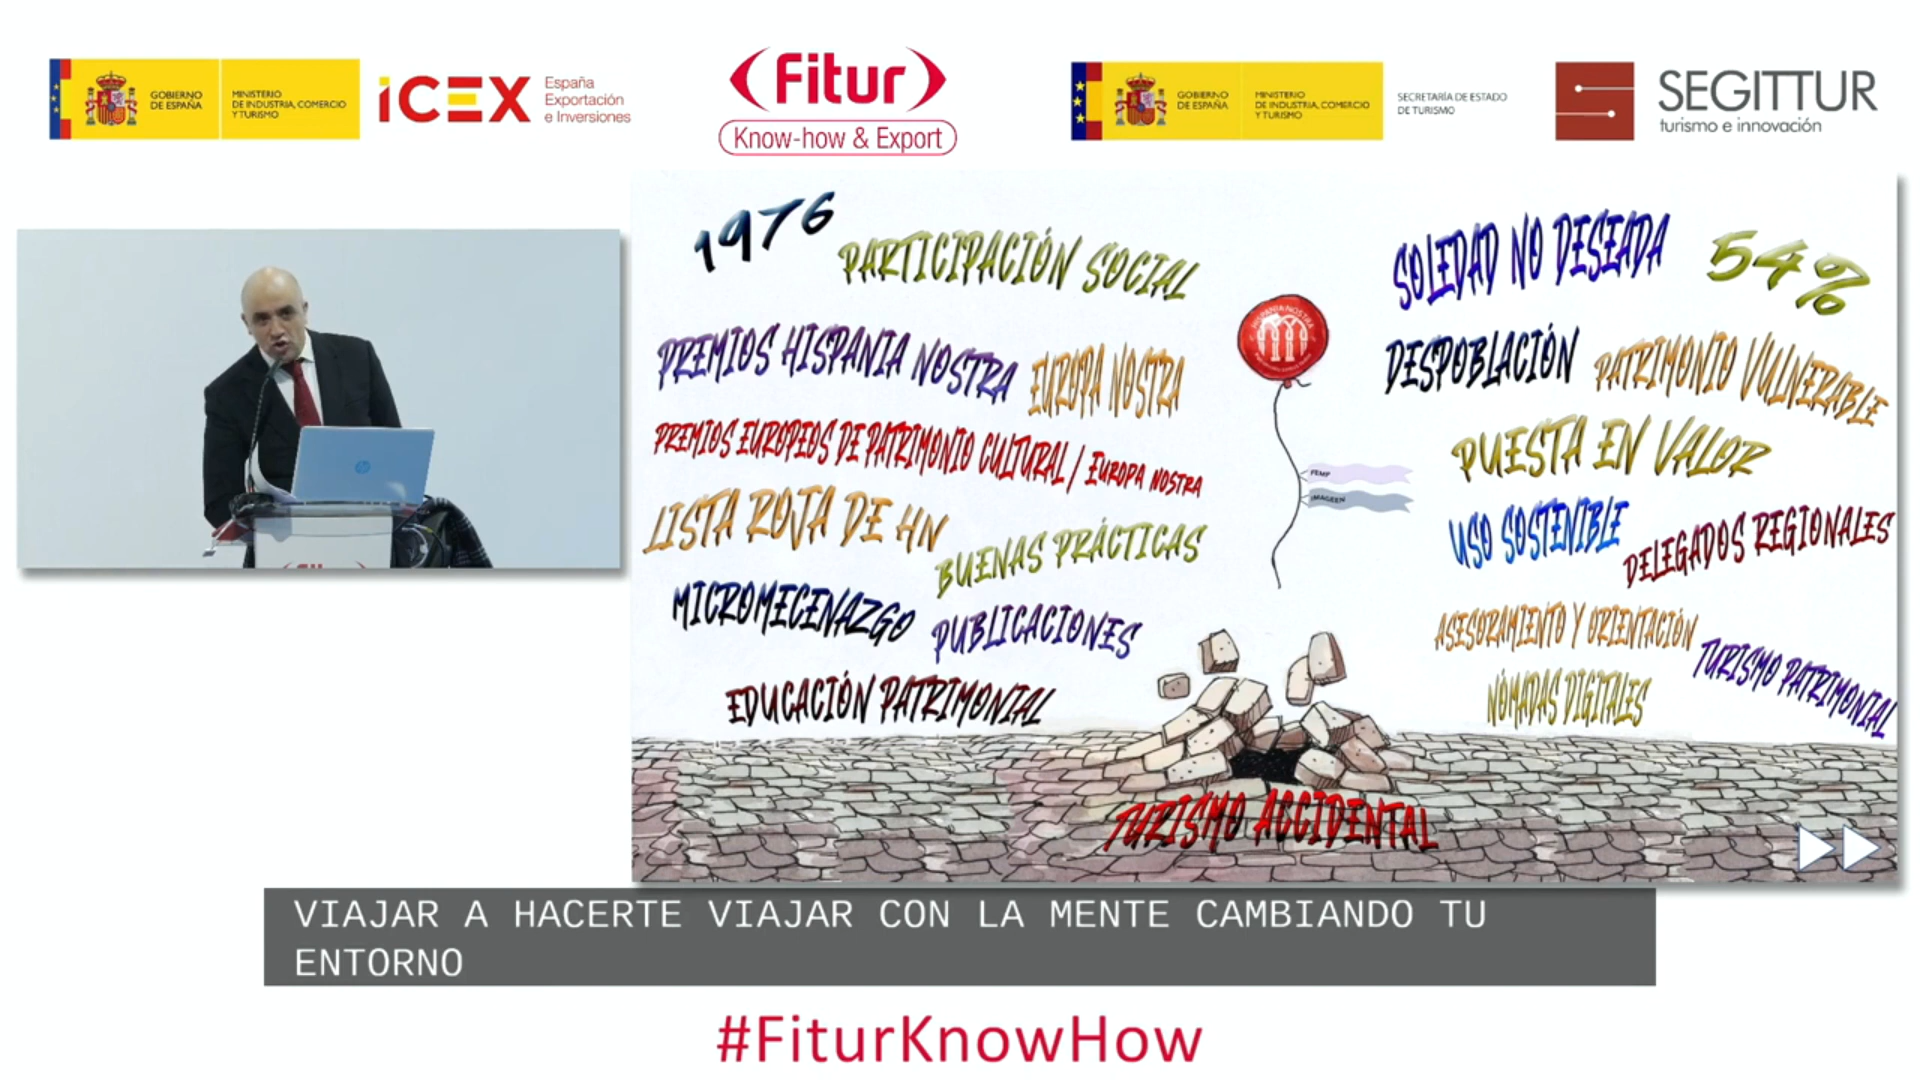 GOBIERNO
DE ESPAÑA
MINISTERIO
DE INDUSTRIA, COMERCIO
Y TURISMO
iCEX
España
Exportación
e Inversiones
Fitur
Know-how & Export
GOBIERNO
DE ESPAÑA
MINISTERIO
DE INDUSTRIA, COMERCIO
Y TURISMO
SECRETARÍA DE ESTADO
DE TURISMO
SEGITTUR
turismo e innovación
hp
1976
PARTICIPACIÓN SOCIAL
PREMIOS HISPANIA NOSTRA
EUROPA NOSTRA
PREMIOS EUROPEOS DE PATRIMONIO CULTURAL / EUROPA NOSTRA
LISTA ROJA DE HN
BUENAS PRÁCTICAS
MICROMECENAZGO
PUBLICACIONES
EDUCACIÓN PATRIMONIAL
HISPANIA NOSTRA
FEMP
IMAGEEN
SOLEDAD NO DESEADA
54%
DESPOBLACIÓN
PATRIMONIO VULNERABLE
PUESTA EN VALOR
USO SOSTENIBLE
DELEGADOS REGIONALES
ASESORAMIENTO Y ORIENTACIÓN
TURISMO PATRIMONIAL
NÓMADAS DIGITALES
TURISMO ACCIDENTAL
VIAJAR A HACERTE VIAJAR CON LA MENTE CAMBIANDO TU
ENTORNO
#FiturKnowHow